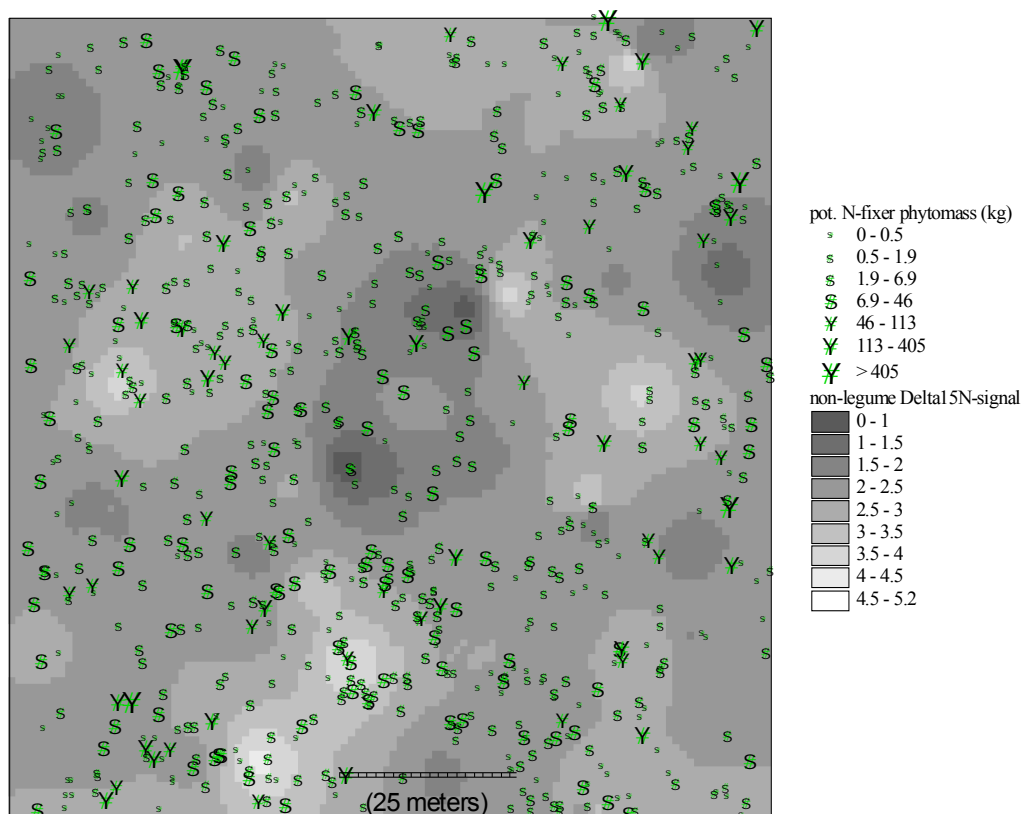 pot. N-fixer phytomass (kg)
0 - 0.5
0.5 - 1.9
1.9 - 6.9
6.9 - 46
46 - 113
113 - 405
> 405
non-legume Delta15N-signal
0 - 1
1 - 1.5
1.5 - 2
2 - 2.5
2.5 - 3
3 - 3.5
3.5 - 4
4 - 4.5
4.5 - 5.2
(25 meters)